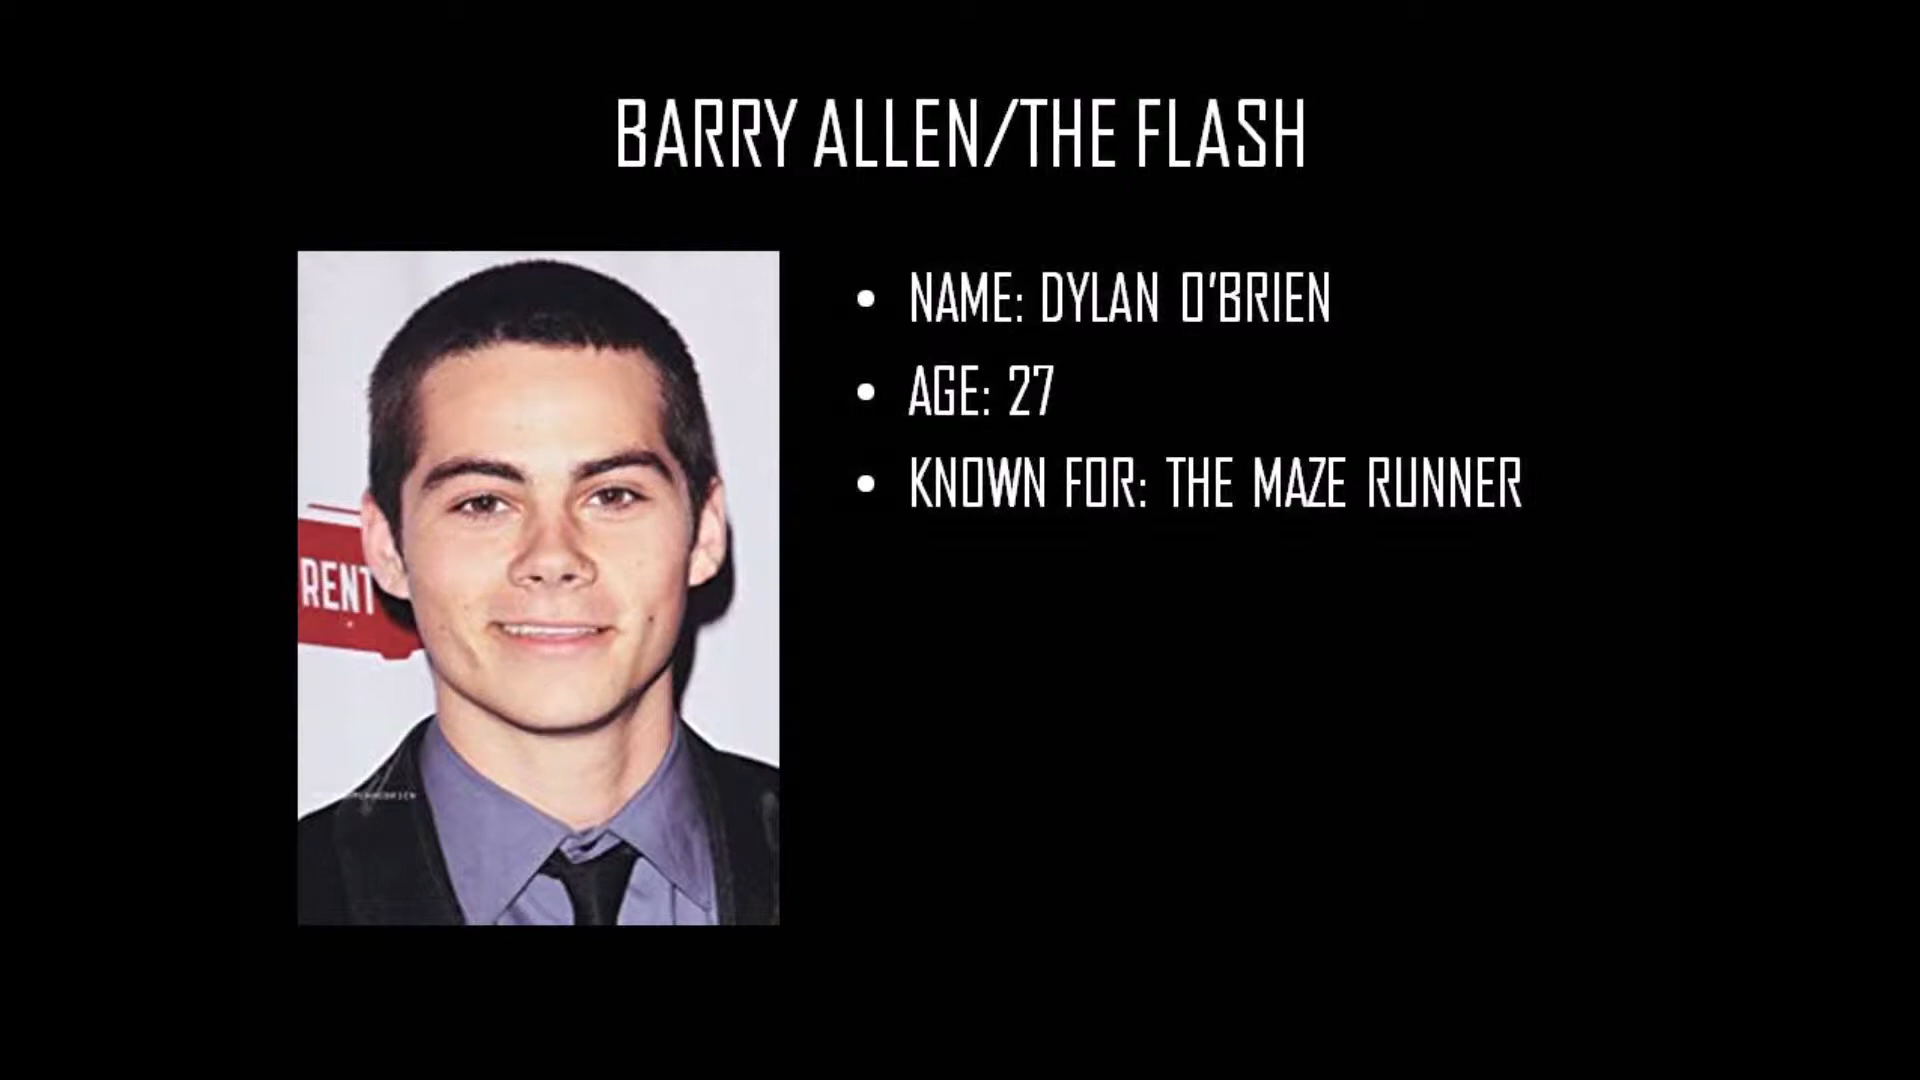 BARRY ALLEN/THE FLASH
• NAME: DYLAN O'BRIEN
• AGE: 27
• KNOWN FOR: THE MAZE RUNNER
RENT